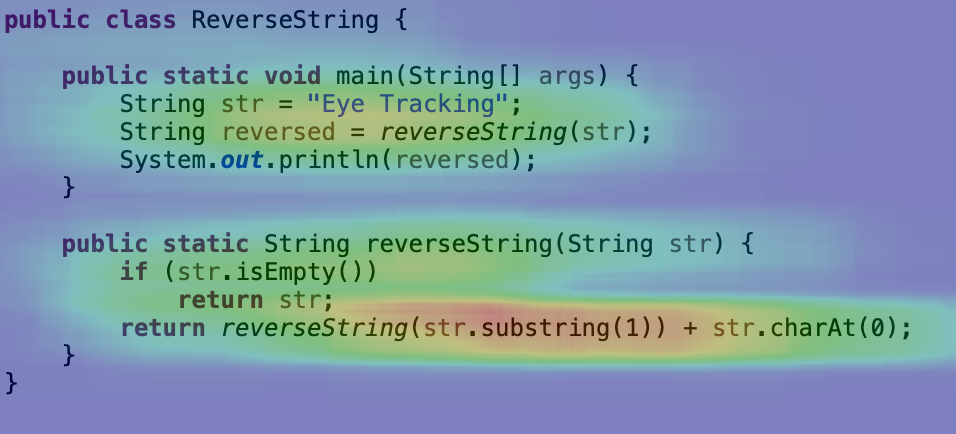 public class ReverseString {
public static void main(String[] args) {
String str = "Eye Tracking";
String reversed = reverseString(str);
System.out.println(reversed);
}
public static String reverseString(String str) {
if (str.isEmpty())
return str;
return reverseString(str.substring(1)) + str.charAt(0);
}
}